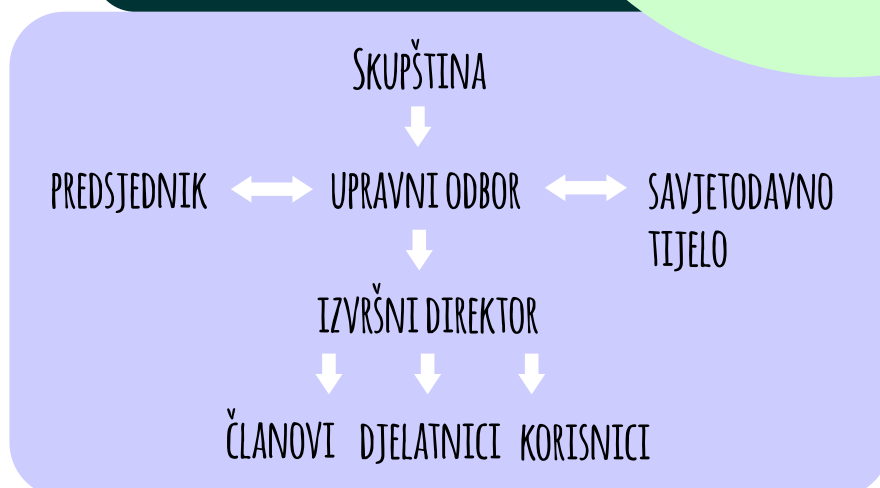 Skupština
predsjednik upravni odbor savjetodavno
tijelo
izvršni direktor
članovi djelatnici korisnici